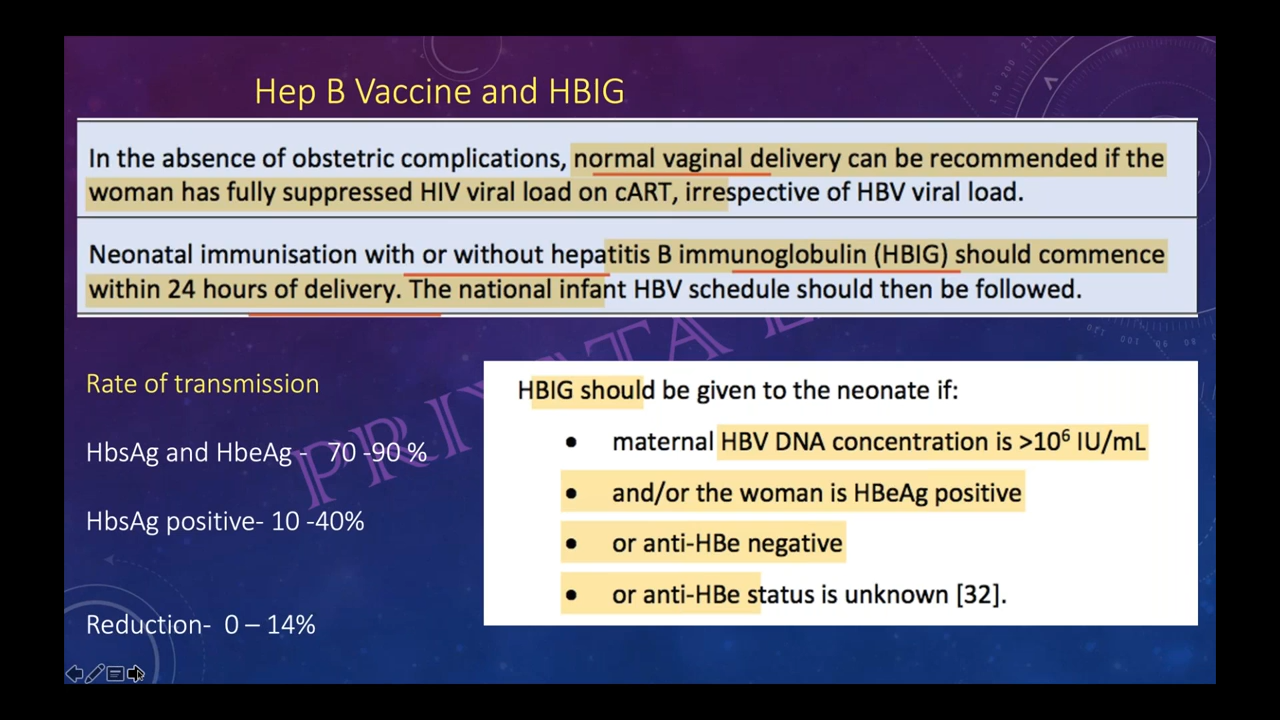 Hep B Vaccine and HBIG
In the absence of obstetric complications, normal vaginal delivery can be recommended if the
woman has fully suppressed HIV viral load on cART, irrespective of HBV viral load.
Neonatal immunisation with or without hepatitis B immunoglobulin (HBIG) should commence
within 24 hours of delivery. The national infant HBV schedule should then be followed.
Rate of transmission
HbsAg and HbeAg - 70 -90 %
HbsAg positive- 10 -40%
Reduction- 0 – 14%
HBIG should be given to the neonate if:
• maternal HBV DNA concentration is >10⁶ IU/mL
• and/or the woman is HBeAg positive
• or anti-HBe negative
• or anti-HBe status is unknown [32].